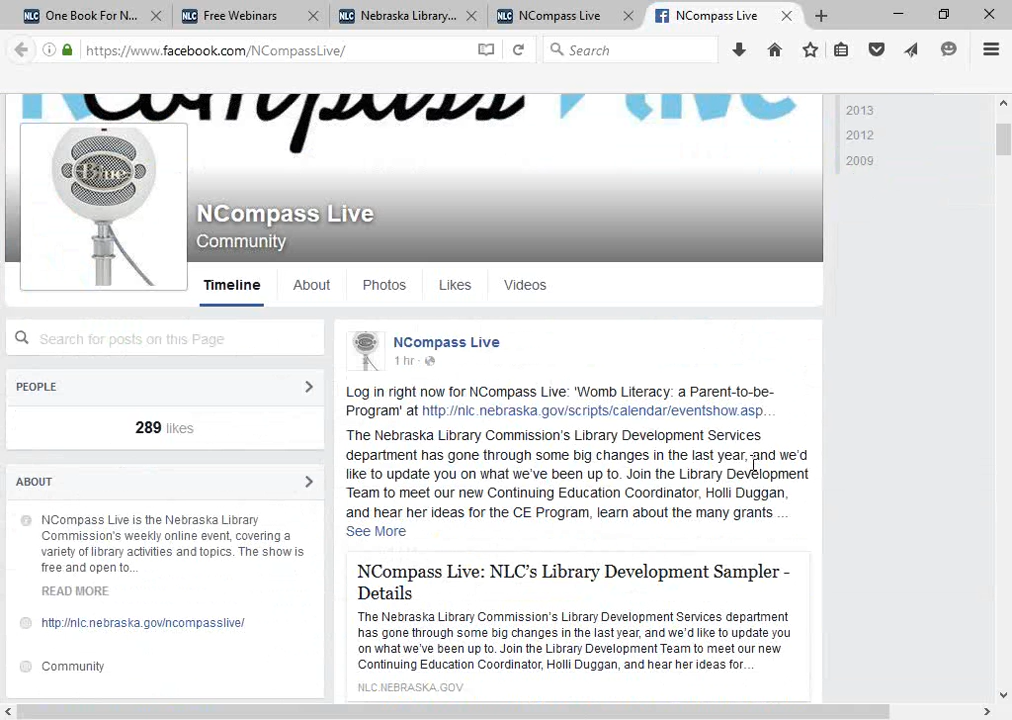 One Book For N...
Free Webinars
Nebraska Library...
NCompass Live
NCompass Live
https://www.facebook.com/NCompassLive/
Search
Compass Live
Blue
NCompass Live
Community
2013
2012
2009
Timeline
About
Photos
Likes
Videos
Search for posts on this Page
PEOPLE
289 likes
ABOUT
NCompass Live is the Nebraska Library
Commission's weekly online event, covering a
variety of library activities and topics. The show is
free and open to...
READ MORE
http://nlc.nebraska.gov/ncompasslive/
Community
NCompass Live
1 hr ·
Log in right now for NCompass Live: 'Womb Literacy: a Parent-to-be-
Program' at http://nlc.nebraska.gov/scripts/calendar/eventshow.asp...
The Nebraska Library Commission’s Library Development Services
department has gone through some big changes in the last year, and we’d
like to update you on what we’ve been up to. Join the Library Development
Team to meet our new Continuing Education Coordinator, Holli Duggan,
and hear her ideas for the CE Program, learn about the many grants ...
See More
NCompass Live: NLC’s Library Development Sampler -
Details
The Nebraska Library Commission’s Library Development Services department
has gone through some big changes in the last year, and we’d like to update you
on what we’ve been up to. Join the Library Development Team to meet our new
Continuing Education Coordinator, Holli Duggan, and hear her ideas for...
NLC.NEBRASKA.GOV